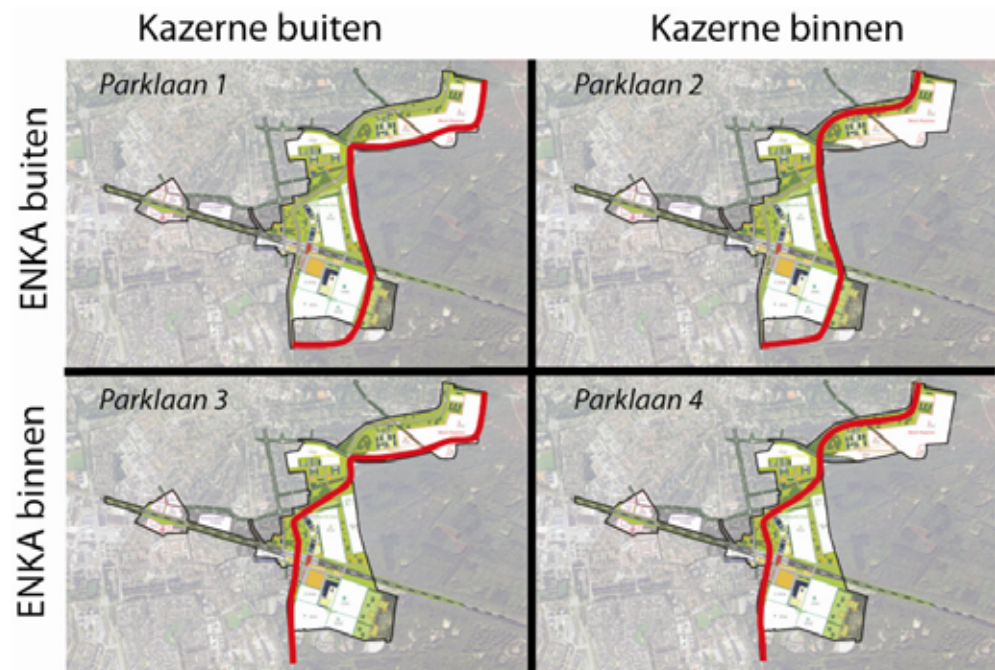 Kazerne buiten
Kazerne binnen
ENKA buiten
Parklaan 1
Parklaan 2
ENKA binnen
Parklaan 3
Parklaan 4